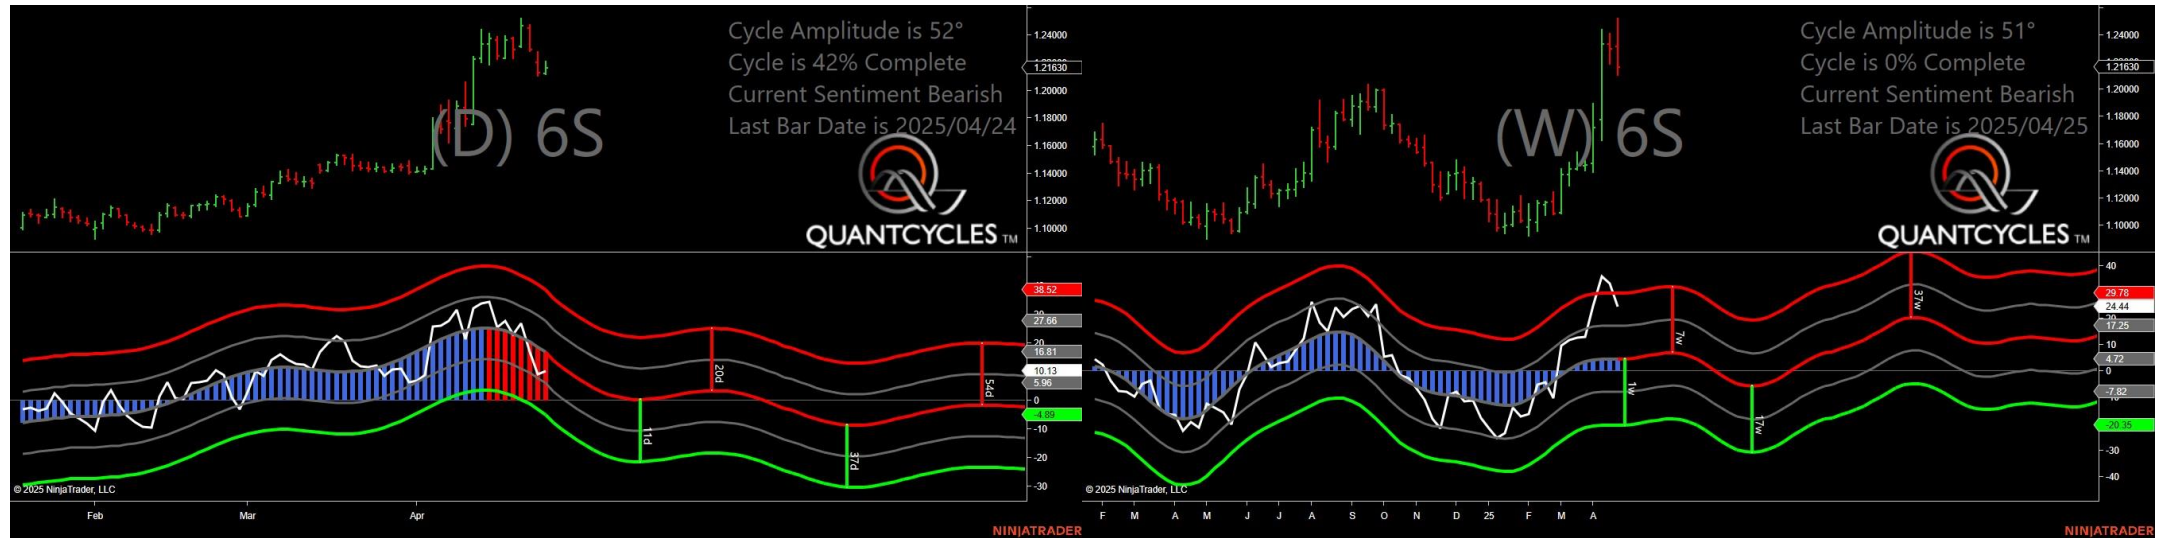 Cycle Amplitude is 52°
Cycle is 42% Complete
Current Sentiment Bearish
Last Bar Date is 2025/04/24
(D) 6S
QUANTCYCLES TM
1.24000
1.21630
1.20000
1.18000
1.16000
1.14000
1.12000
1.10000
38.52
27.66
20
16.81
10.13
5.96
0
-4.89
-10
-20
-30
11d
20d
37d
54d
© 2025 NinjaTrader, LLC
Feb Mar Apr
NINJATRADER
Cycle Amplitude is 51°
Cycle is 0% Complete
Current Sentiment Bearish
Last Bar Date is 2025/04/25
(W) 6S
QUANTCYCLES TM
1.24000
1.21630
1.20000
1.18000
1.16000
1.14000
1.12000
1.10000
40
29.78
24.44
17.25
10
4.72
0
-7.82
-20.35
-30
-40
1w
7w
17w
37w
© 2025 NinjaTrader, LLC
F M A M J J A S O N D 25 F M A
NINJATRADER